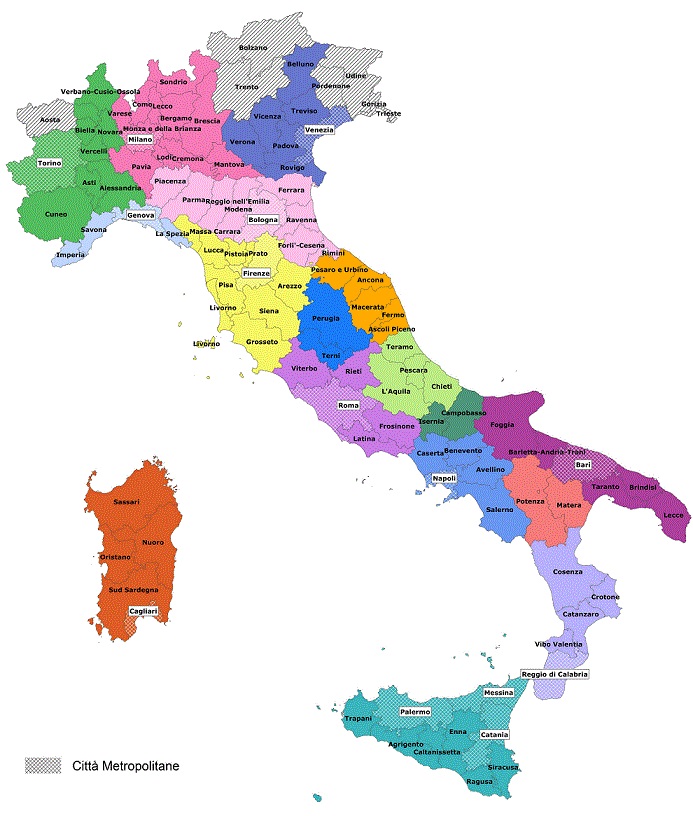 Bolzano
Belluno
Udine
Trento
Pordenone
Sondrio
Verbano-Cusio-Ossola
Gorizia
Como
Lecco
Trieste
Aosta
Varese
Bergamo
Brescia
Vicenza
Treviso
Biella
Novara
Monza e della Brianza
Venezia
Milano
Verona
Padova
Vercelli
Torino
Lodi
Cremona
Mantova
Pavia
Rovigo
Asti
Alessandria
Piacenza
Ferrara
Parma
Reggio nell'Emilia
Modena
Cuneo
Genova
Bologna
Ravenna
Savona
La Spezia
Massa Carrara
Forli'-Cesena
Imperia
Lucca
Pistoia
Prato
Rimini
Firenze
Pesaro e Urbino
Pisa
Arezzo
Ancona
Livorno
Siena
Macerata
Fermo
Perugia
Ascoli Piceno
Livorno
Grosseto
Teramo
Terni
Viterbo
Rieti
Pescara
Chieti
L'Aquila
Roma
Campobasso
Isernia
Frosinone
Foggia
Latina
Caserta
Benevento
Barletta-Andria-Trani
Bari
Avellino
Napoli
Taranto
Brindisi
Potenza
Matera
Salerno
Lecce
Sassari
Nuoro
Oristano
Cosenza
Sud Sardegna
Crotone
Cagliari
Catanzaro
Vibo Valentia
Reggio di Calabria
Messina
Palermo
Trapani
Enna
Catania
Agrigento
Caltanissetta
Siracusa
Ragusa
Città Metropolitane